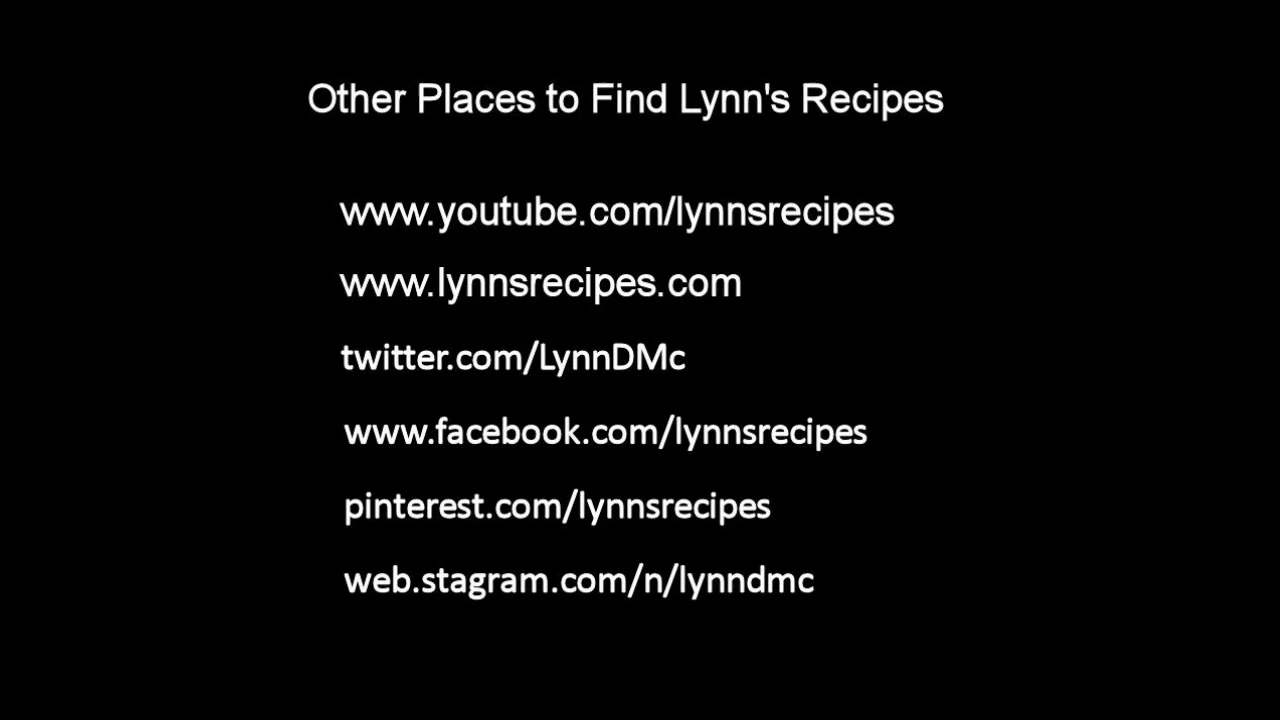 Other Places to Find Lynn's Recipes
www.youtube.com/lynnsrecipes
www.lynnsrecipes.com
twitter.com/LynnDMc
www.facebook.com/lynnsrecipes
pinterest.com/lynnsrecipes
web.stagram.com/n/lynndmc